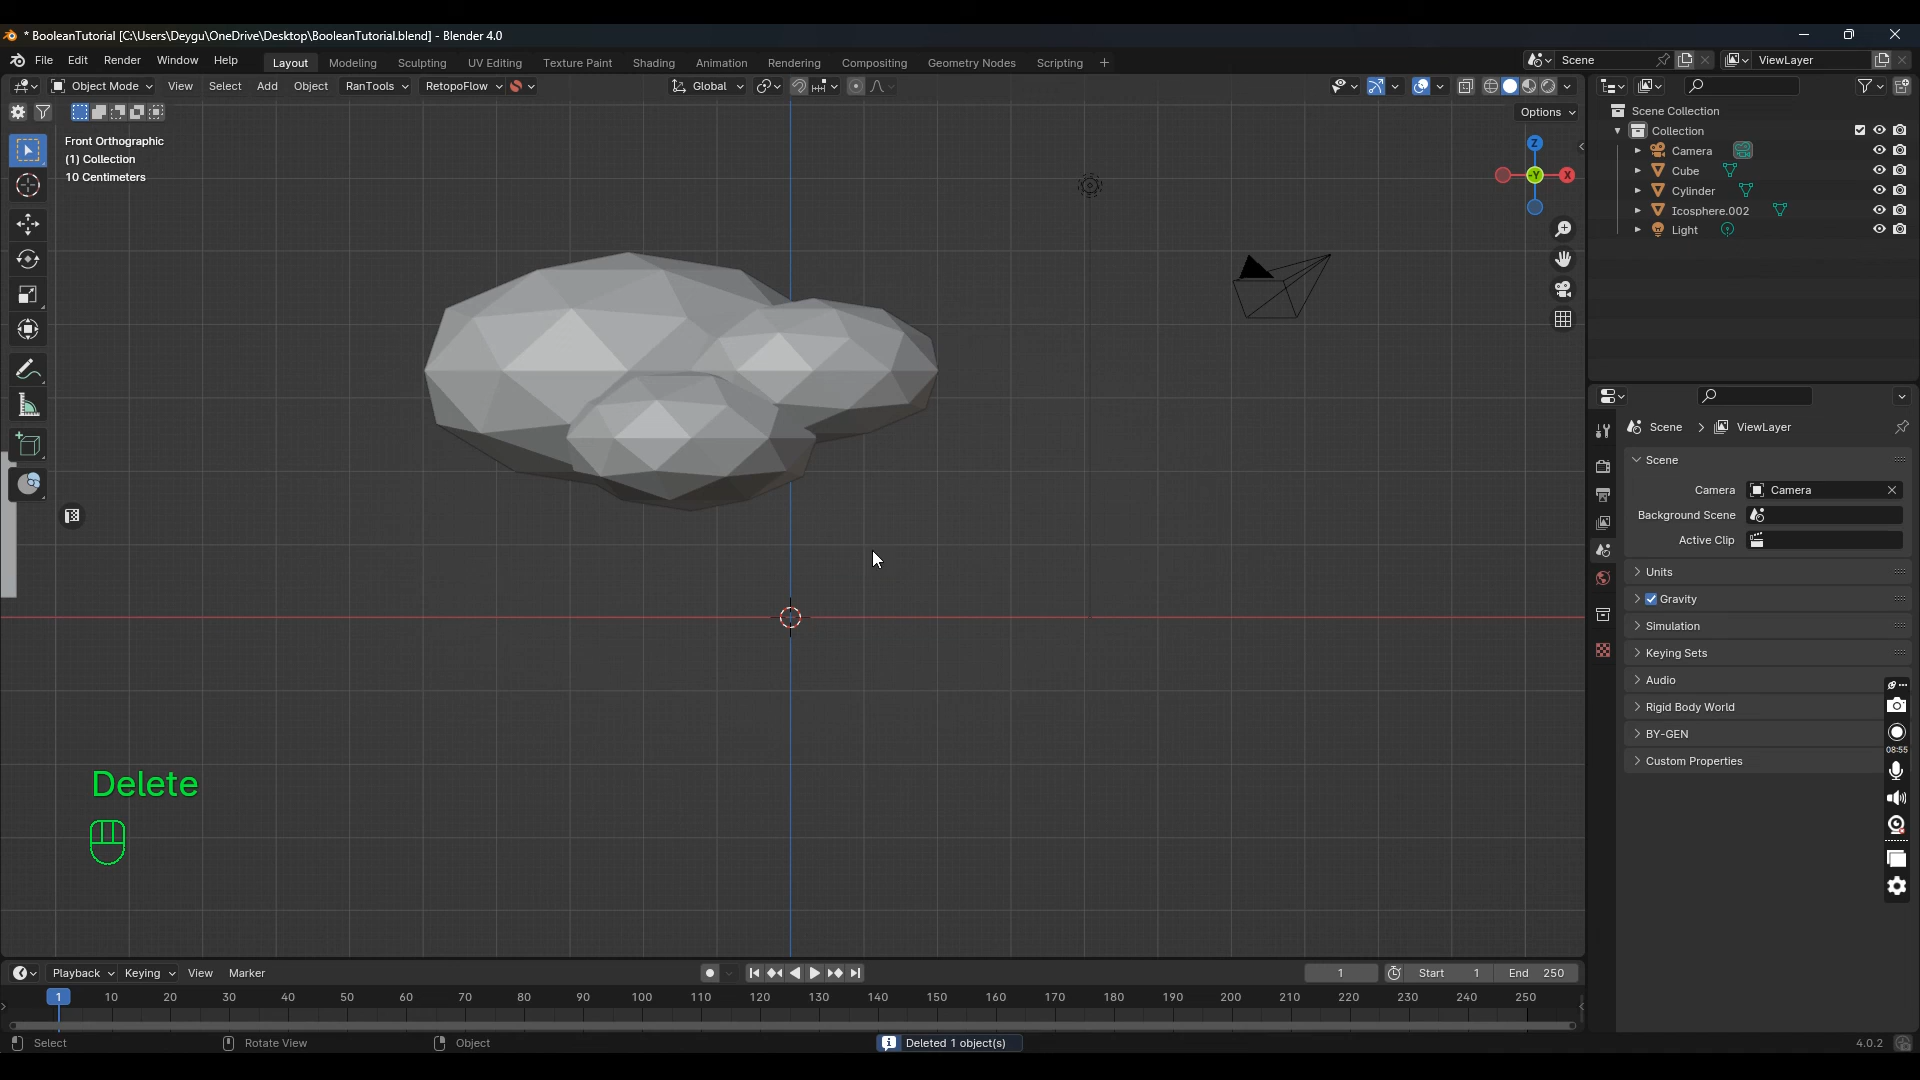 * BooleanTutorial [C:\Users\Deygu\OneDrive\Desktop\BooleanTutorial.blend] - Blender 4.0
File Edit Render Window Help Layout Modeling Sculpting UV Editing Texture Paint Shading Animation Rendering Compositing Geometry Nodes Scripting + Scene ViewLayer
Object Mode View Select Add Object RanTools RetopoFlow Global
Options
Front Orthographic
(1) Collection
10 Centimeters
Z
-Y
X
Scene Collection
Collection
Camera
Cube
Cylinder
Icosphere.002
Light
Scene > ViewLayer
Scene
Camera Camera
Background Scene
Active Clip
Units
Gravity
Simulation
Keying Sets
Audio
Rigid Body World
BY-GEN
Custom Properties
08:55
Delete
Playback Keying View Marker 1 Start 1 End 250
1 10 20 30 40 50 60 70 80 90 100 110 120 130 140 150 160 170 180 190 200 210 220 230 240 250
Select Rotate View Object Deleted 1 object(s) 4.0.2